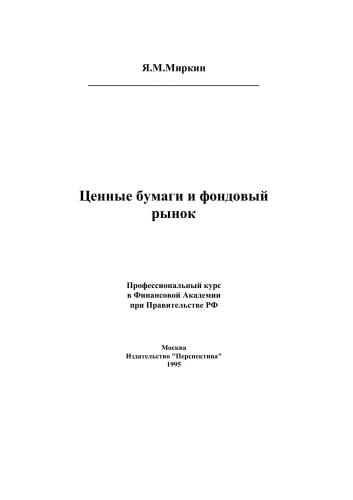 Я.М.Миркин
Ценные бумаги и фондовый
рынок
Профессиональный курс
в Финансовой Академии
при Правительстве РФ
Москва
Издательство "Перспектива"
1995